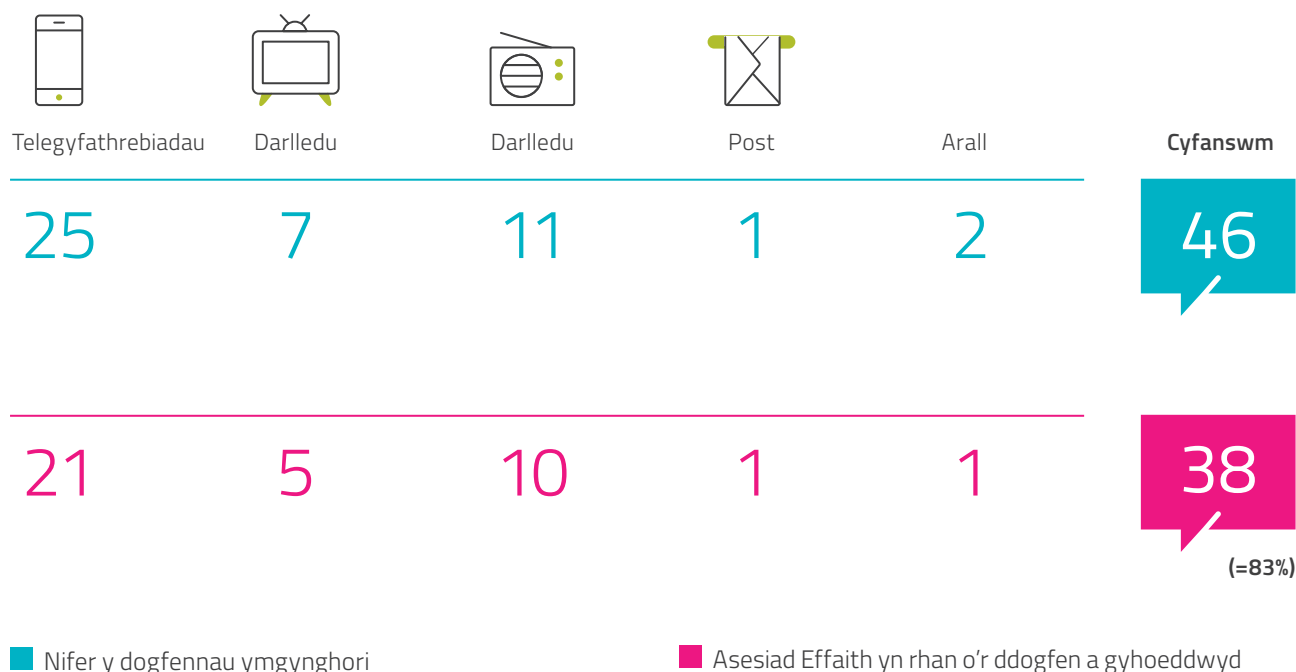 Telegyfathrebiadau Darlledu Darlledu Post Arall Cyfanswm
25 7 11 1 2 46
21 5 10 1 1 38
(=83%)
Nifer y dogfennau ymgynghori Asesiad Effaith yn rhan o'r ddogfen a gyhoeddwyd